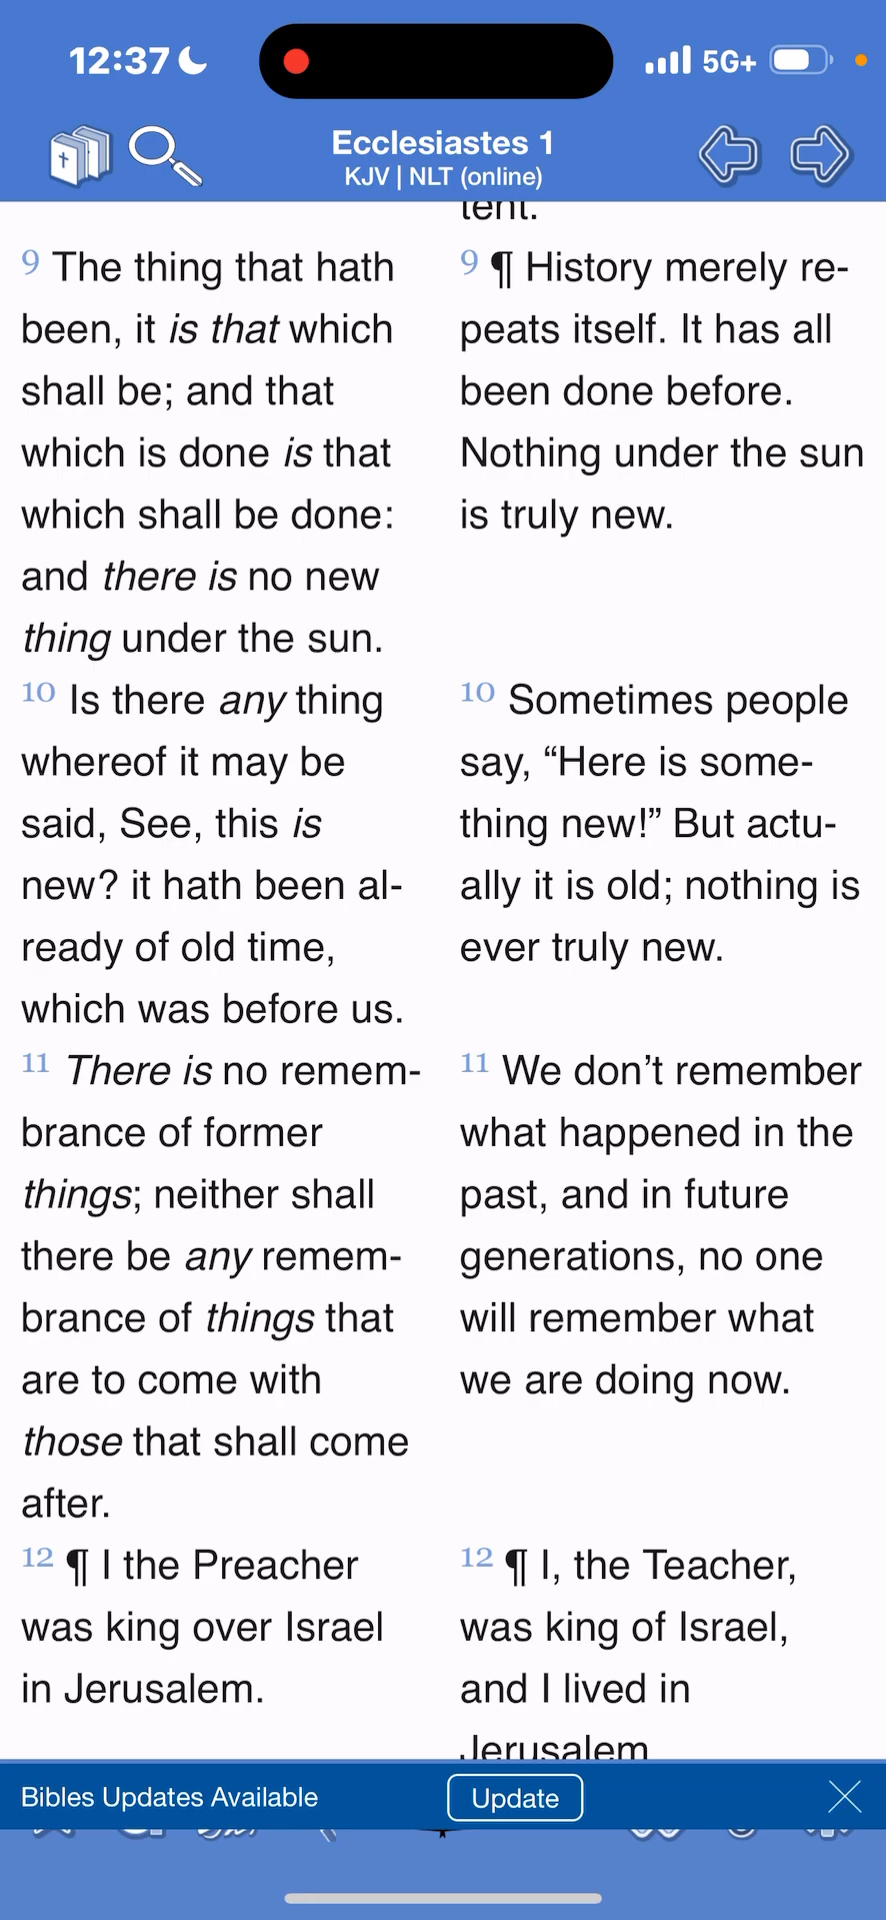 12:37
5G+
Ecclesiastes 1
KJV | NLT (online)
9 The thing that hath
been, it is that which
shall be; and that
which is done is that
which shall be done:
and there is no new
thing under the sun.
10 Is there any thing
whereof it may be
said, See, this is
new? it hath been al-
ready of old time,
which was before us.
11 There is no remem-
brance of former
things; neither shall
there be any remem-
brance of things that
are to come with
those that shall come
after.
12 ¶ I the Preacher
was king over Israel
in Jerusalem.
tent.
9 ¶ History merely re-
peats itself. It has all
been done before.
Nothing under the sun
is truly new.
10 Sometimes people
say, “Here is some-
thing new!” But actu-
ally it is old; nothing is
ever truly new.
11 We don’t remember
what happened in the
past, and in future
generations, no one
will remember what
we are doing now.
12 ¶ I, the Teacher,
was king of Israel,
and I lived in
Jerusalem
Bibles Updates Available
Update